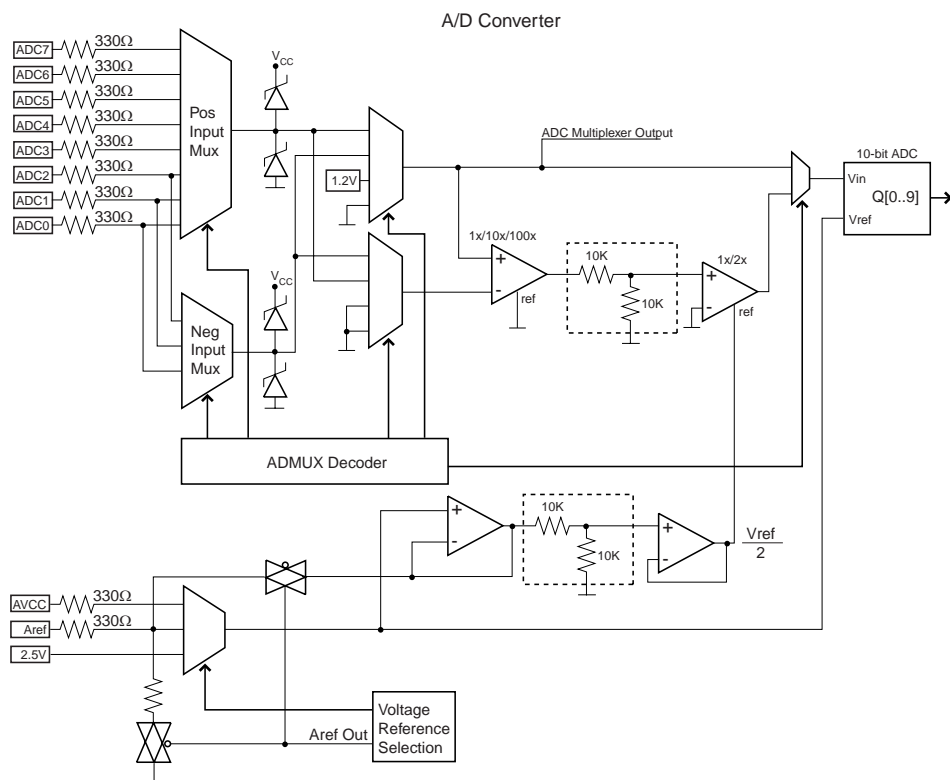 A/D Converter
ADC7 330Ω
ADC6 330Ω
ADC5 330Ω
ADC4 330Ω
ADC3 330Ω
ADC2 330Ω
ADC1 330Ω
ADC0 330Ω
Pos
Input
Mux
VCC
1.2V
ADC Multiplexer Output
10-bit ADC
Vin
Q[0..9]
Vref
1x/10x/100x
+
-
ref
10K
10K
1x/2x
+
-
ref
Neg
Input
Mux
VCC
ADMUX Decoder
+
-
10K
10K
+
-
Vref
2
AVCC 330Ω
Aref 330Ω
2.5V
Aref Out
Voltage
Reference
Selection